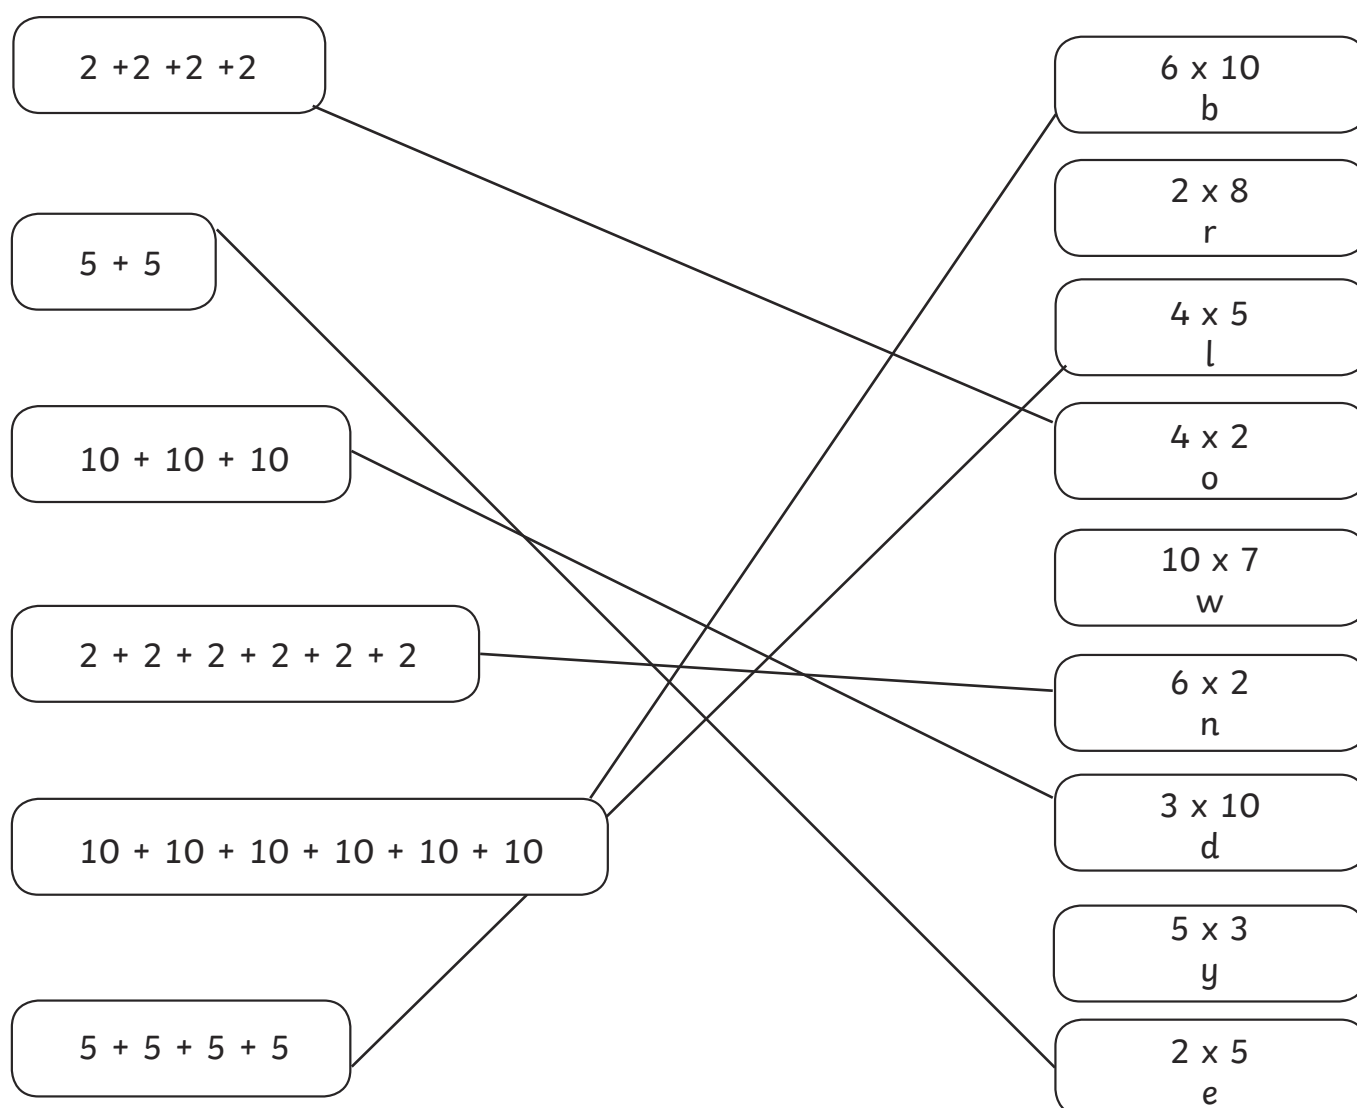 2 +2 +2 +2
5 + 5
10 + 10 + 10
2 + 2 + 2 + 2 + 2 + 2
10 + 10 + 10 + 10 + 10 + 10
5 + 5 + 5 + 5
6 x 10
b
2 x 8
r
4 x 5
l
4 x 2
o
10 x 7
w
6 x 2
n
3 x 10
d
5 x 3
y
2 x 5
e